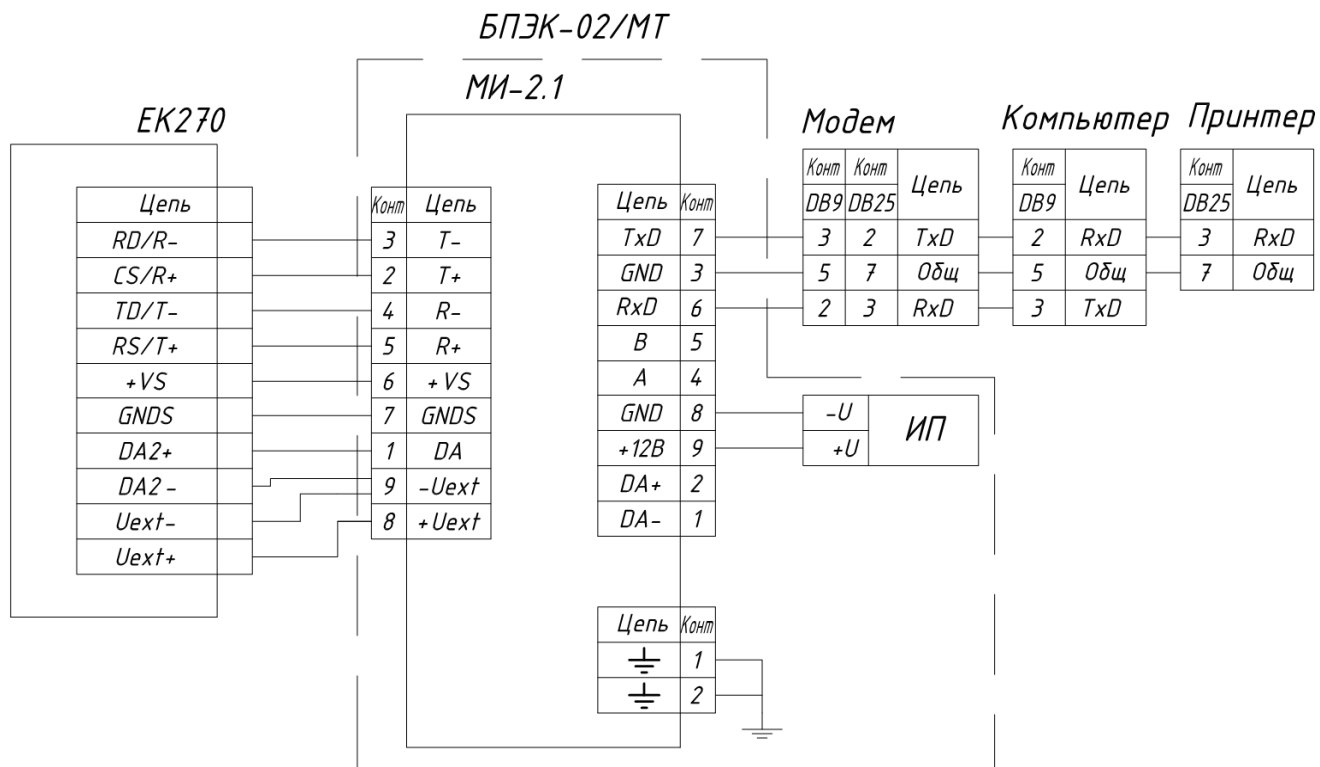 БПЭК-02/МТ
МИ-2.1
ЕК270
Модем
Компьютер
Принтер
Цепь
RD/R-
CS/R+
TD/T-
RS/T+
+VS
GNDS
DA2+
DA2-
Uext-
Uext+
Конт Цепь
3 T-
2 T+
4 R-
5 R+
6 +VS
7 GNDS
1 DA
9 -Uext
8 +Uext
Цепь Конт
TxD 7
GND 3
RxD 6
B 5
A 4
GND 8
+12В 9
DA+ 2
DA- 1
Цепь Конт
1
2
Конт Конт Цепь
DB9 DB25
3 2 TxD
5 7 Общ
2 3 RxD
Конт Цепь
DB9
2 RxD
5 Общ
3 TxD
Конт Цепь
DB25
3 RxD
7 Общ
-U ИП
+U